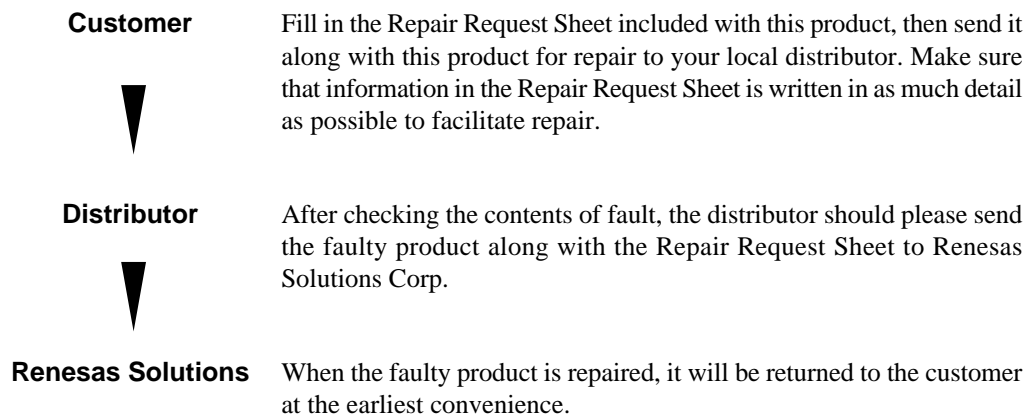 Customer
Fill in the Repair Request Sheet included with this product, then send it
along with this product for repair to your local distributor. Make sure
that information in the Repair Request Sheet is written in as much detail
as possible to facilitate repair.
Distributor
After checking the contents of fault, the distributor should please send
the faulty product along with the Repair Request Sheet to Renesas
Solutions Corp.
Renesas Solutions
When the faulty product is repaired, it will be returned to the customer
at the earliest convenience.